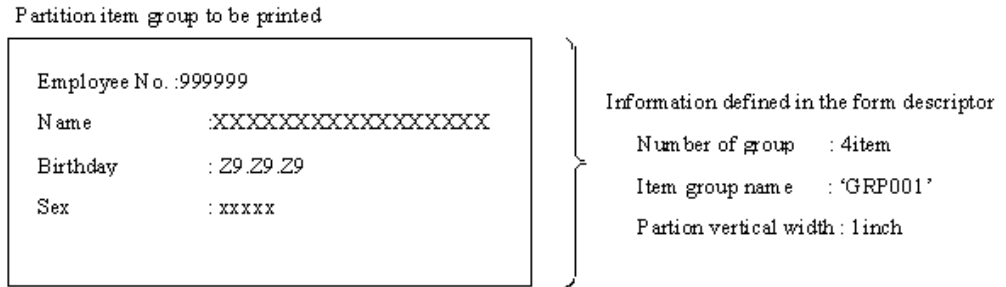 Partition item group to be printed
Employee No. :999999
Name :XXXXXXXXXXXXXXXXX
Birthday : Z9.Z9.Z9
Sex : xxxxx
Information defined in the form descriptor
Number of group : 4item
Item group name : ‘GRP001’
Partion vertical width : 1inch